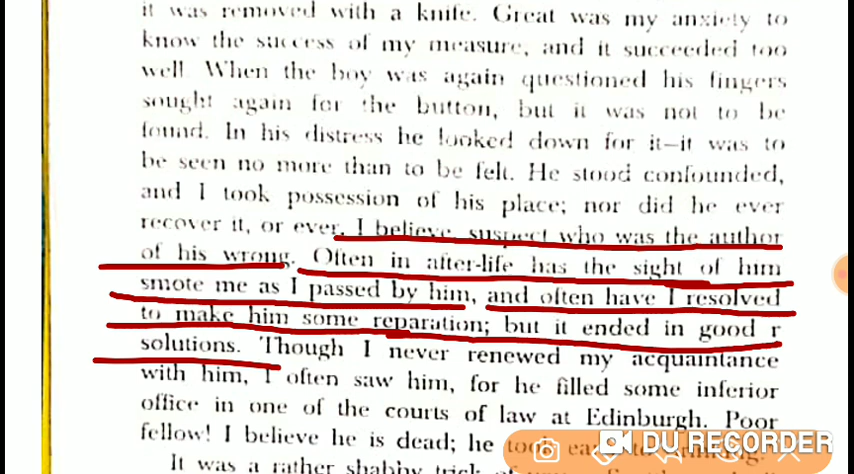 it was removed with a knife. Great was my anxiety to
know the success of my measure, and it succeeded too
well. When the boy was again questioned his fingers
sought again for the button, but it was not to be
found. In his distress he looked down for it—it was to
be seen no more than to be felt. He stood confounded,
and I took possession of his place; nor did he ever
recover it, or ever, I believe, suspect who was the author
of his wrong. Often in after-life has the sight of him
smote me as I passed by him, and often have I resolved
to make him some reparation; but it ended in good r
solutions. Though I never renewed my acquaintance
with him, I often saw him, for he filled some inferior
office in one of the courts of law at Edinburgh. Poor
fellow! I believe he is dead; he took
DU RECORDER
It was a rather shabby trick of